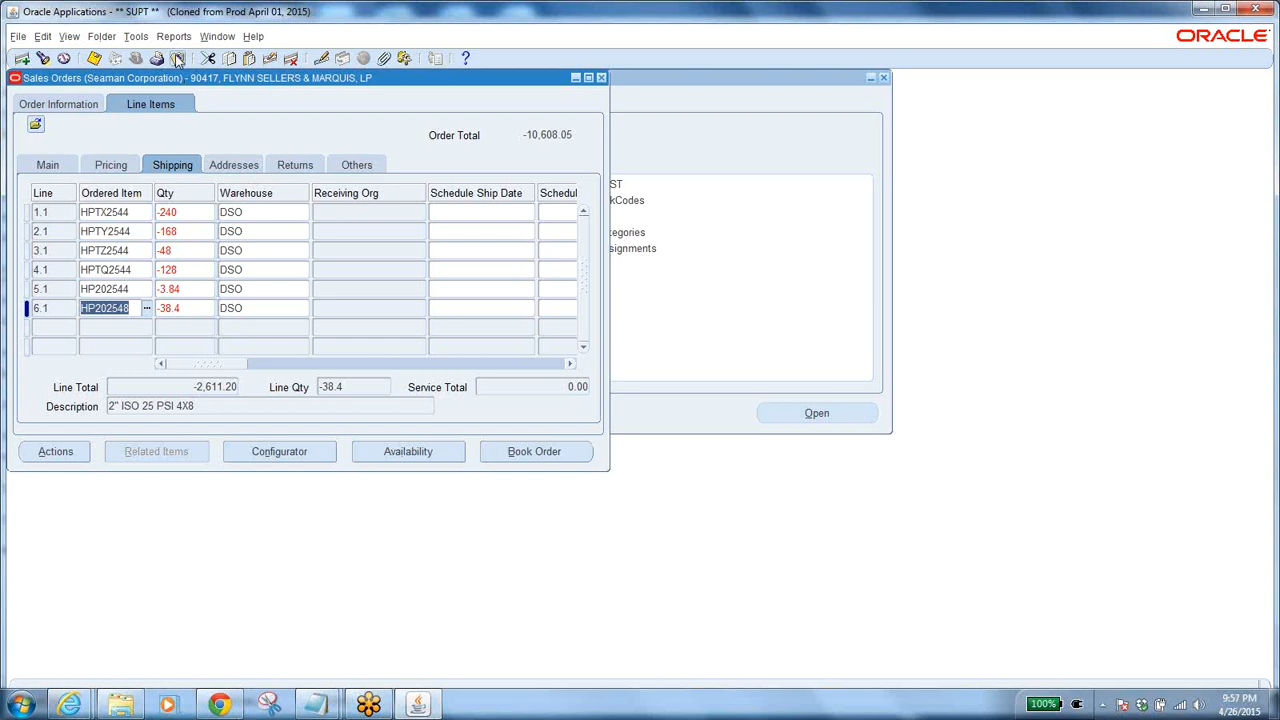 Oracle Applications - ** SUPT ** (Cloned from Prod April 01, 2015)
File Edit View Folder Tools Reports Window Help
ORACLE
Sales Orders (Seaman Corporation) - 90417, FLYNN SELLERS & MARQUIS, LP
Order Information Line Items
Order Total -10,608.05
Main Pricing Shipping Addresses Returns Others
Line Ordered Item Qty Warehouse Receiving Org Schedule Ship Date Schedul
1.1 HPTX2544 -240 DSO
2.1 HPTY2544 -168 DSO
3.1 HPTZ2544 -48 DSO
4.1 HPTQ2544 -128 DSO
5.1 HP202544 -3.84 DSO
6.1 HP202548 -38.4 DSO
ST
kCodes
tegories
signments
Line Total -2,611.20 Line Qty -38.4 Service Total 0.00
Description 2" ISO 25 PSI 4X8
Open
Actions Related Items Configurator Availability Book Order
100%
9:57 PM
4/26/2015